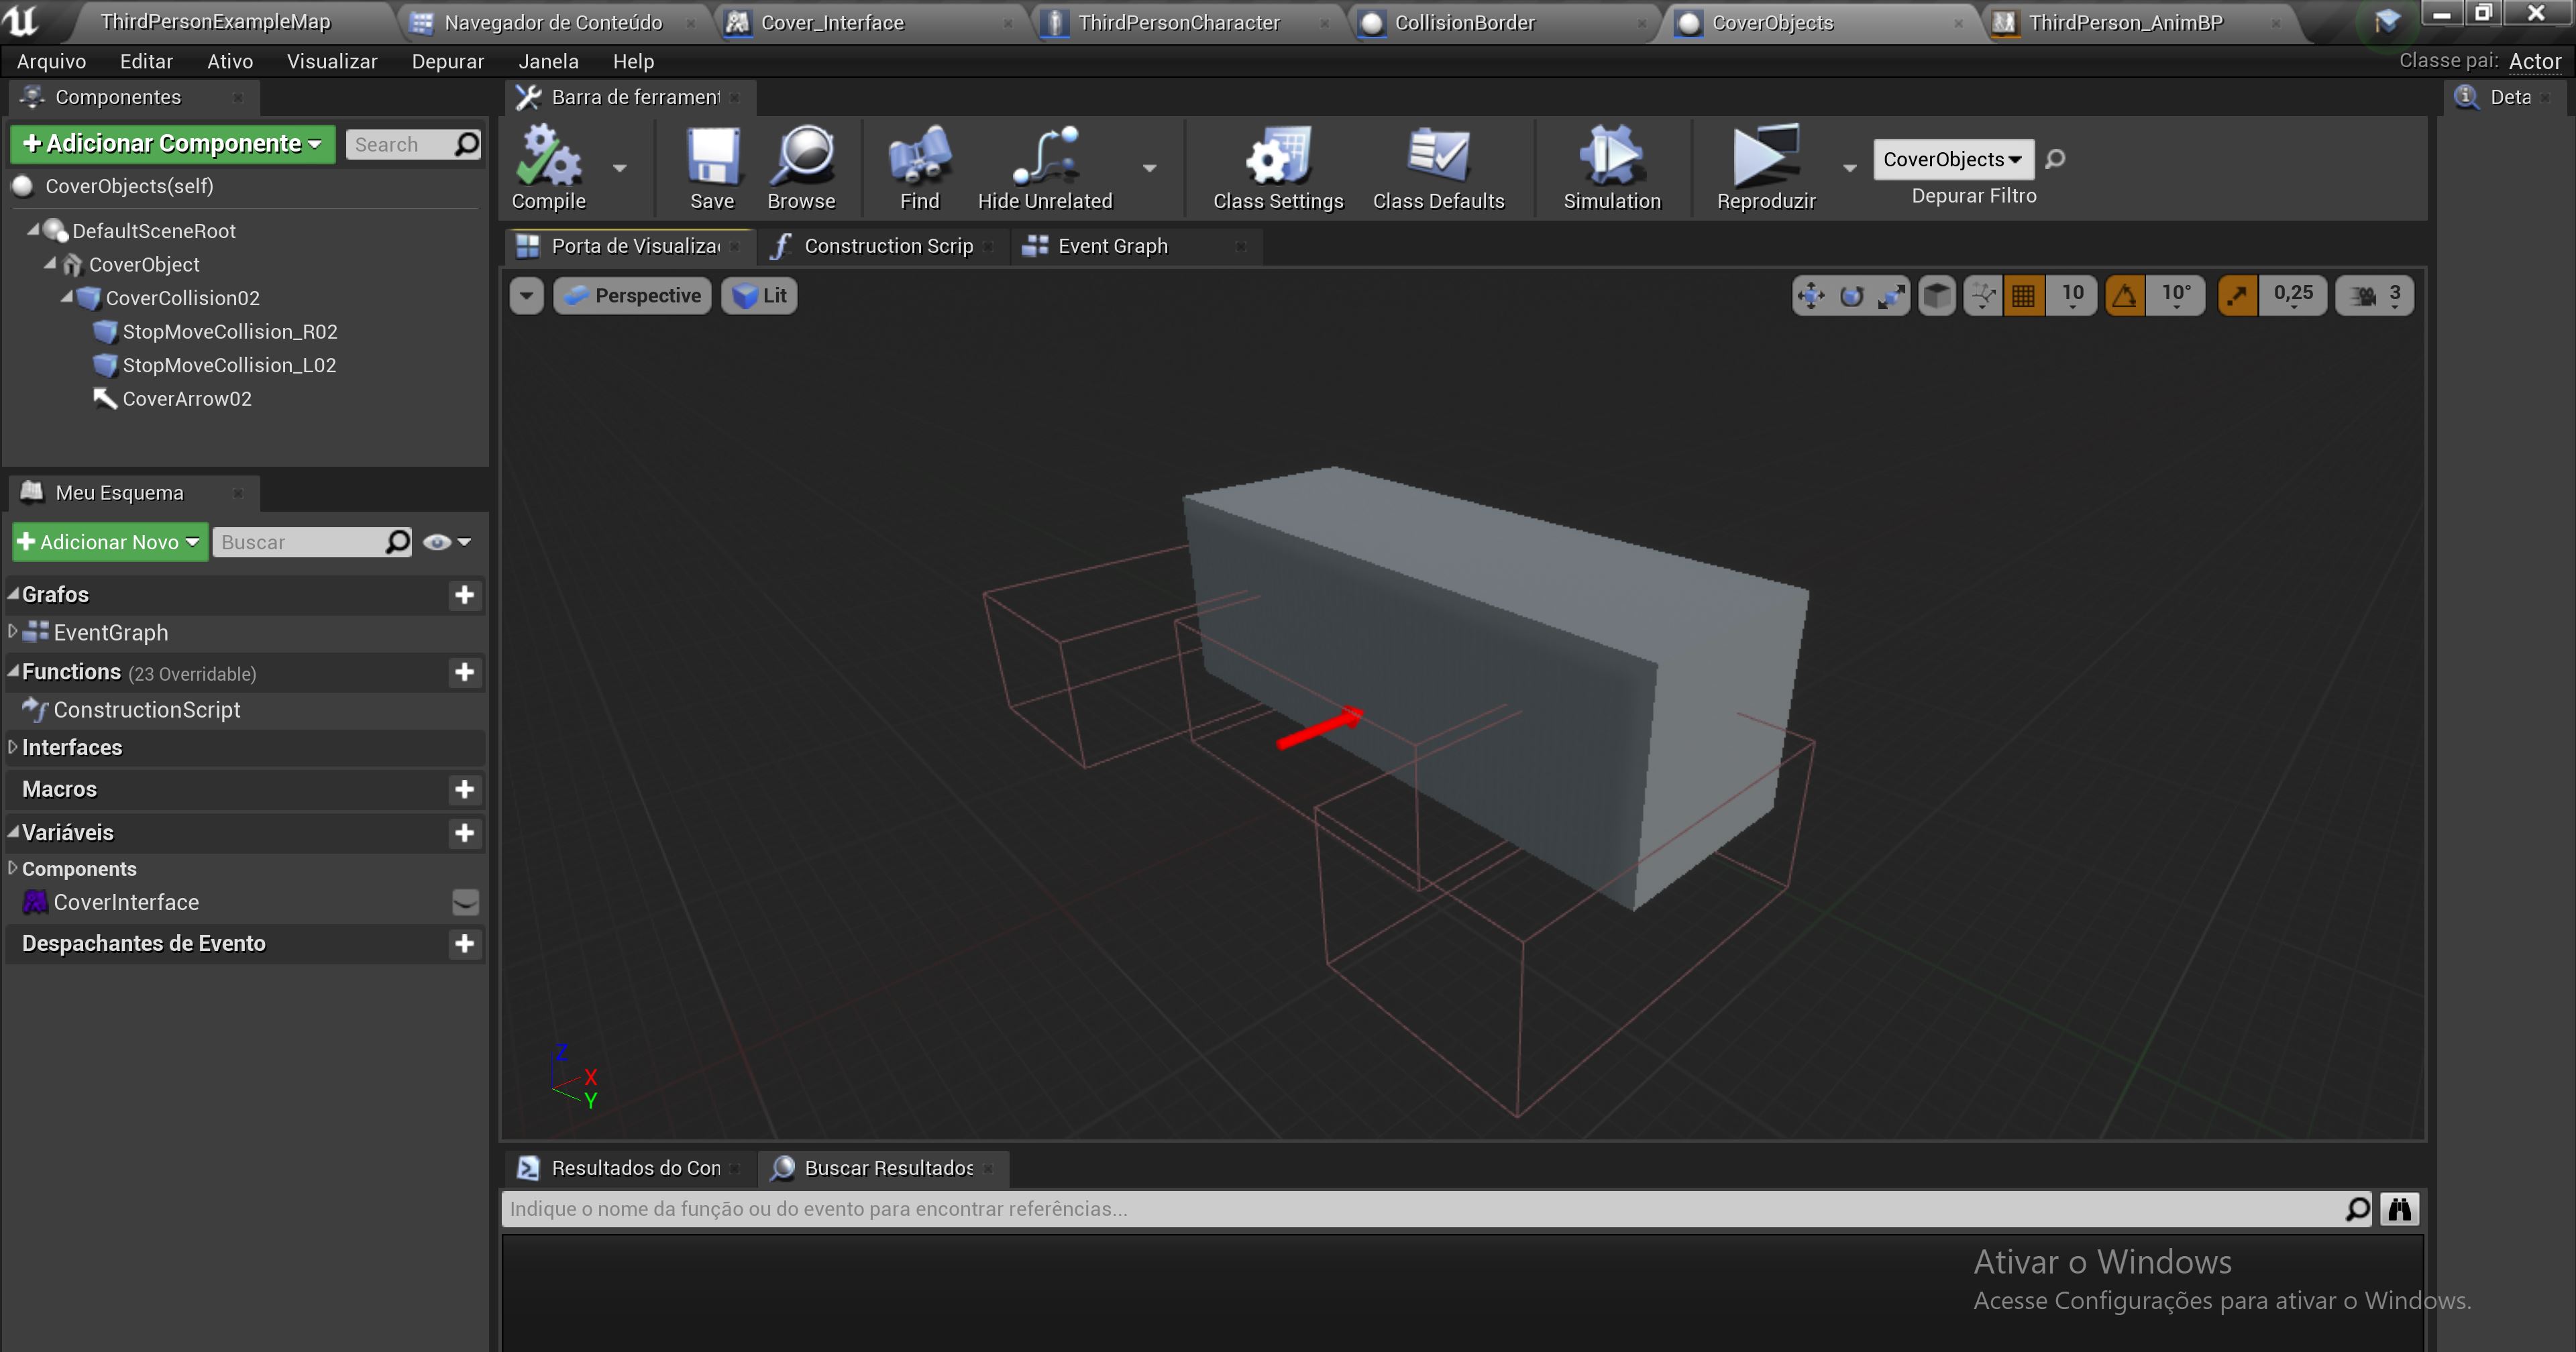 ThirdPersonExampleMap
Navegador de Conteúdo
Cover_Interface
ThirdPersonCharacter
CollisionBorder
CoverObjects
ThirdPerson_AnimBP
Arquivo Editar Ativo Visualizar Depurar Janela Help
Classe pai: Actor
Componentes
Barra de ferrament
Deta
Adicionar Componente
Search
CoverObjects(self)
DefaultSceneRoot
CoverObject
CoverCollision02
StopMoveCollision_R02
StopMoveCollision_L02
CoverArrow02
Compile
Save
Browse
Find
Hide Unrelated
Class Settings
Class Defaults
Simulation
Reproduzir
CoverObjects
Depurar Filtro
Porta de Visualiza
Construction Scrip
Event Graph
Perspective
Lit
10
10°
0,25
3
Meu Esquema
Adicionar Novo
Buscar
Grafos
EventGraph
Functions (23 Overridable)
ConstructionScript
Interfaces
Macros
Variáveis
Components
CoverInterface
Despachantes de Evento
Z
X
Y
Resultados do Con
Buscar Resultados
Indique o nome da função ou do evento para encontrar referências...
Ativar o Windows
Acesse Configurações para ativar o Windows.